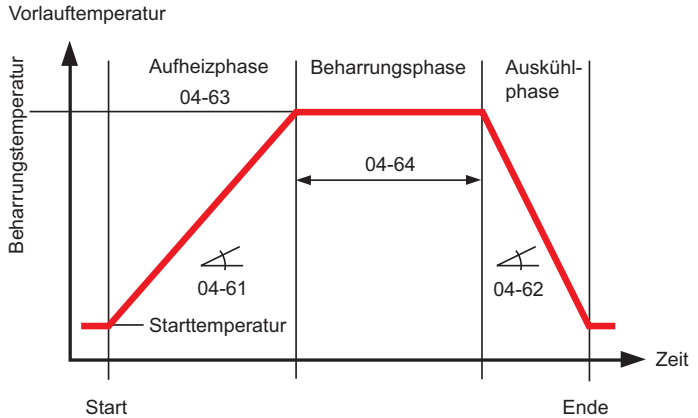 Vorlauftemperatur
Beharrungstemperatur
Aufheizphase
Beharrungsphase
Auskühl-
phase
04-63
04-64
04-61
04-62
Starttemperatur
Zeit
Start
Ende